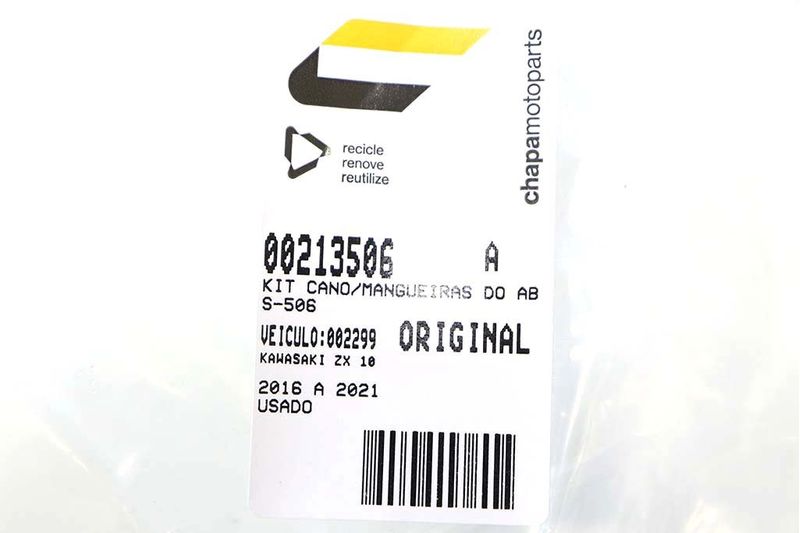 chapamotoparts
recicle
renove
reutilize
00213506 A
KIT CANO/MANGUEIRAS DO AB
S-506
VEICULO:002299 ORIGINAL
KAWASAKI ZX 10
2016 A 2021
USADO